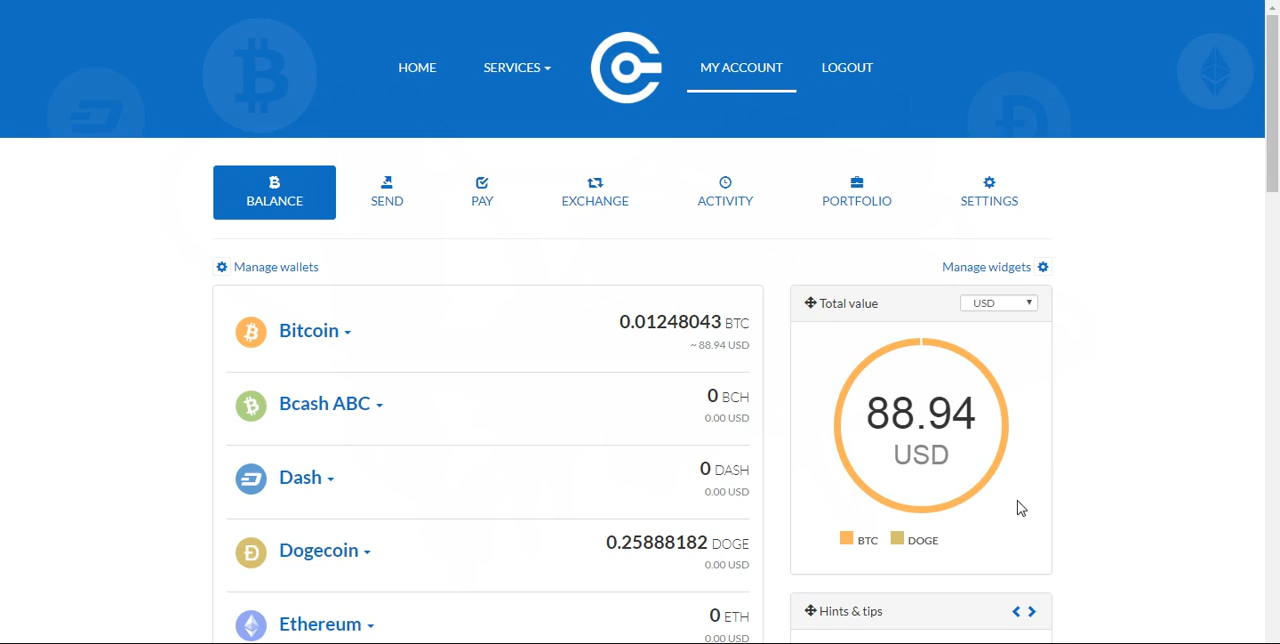 HOME
SERVICES
MY ACCOUNT
LOGOUT
BALANCE
SEND
PAY
EXCHANGE
ACTIVITY
PORTFOLIO
SETTINGS
Manage wallets
Manage widgets
Bitcoin
0.01248043 BTC
~ 88.94 USD
Bcash ABC
0 BCH
0.00 USD
Dash
0 DASH
0.00 USD
Dogecoin
0.25888182 DOGE
0.00 USD
Ethereum
0 ETH
0.00 USD
Total value
USD
88.94
USD
BTC
DOGE
Hints & tips